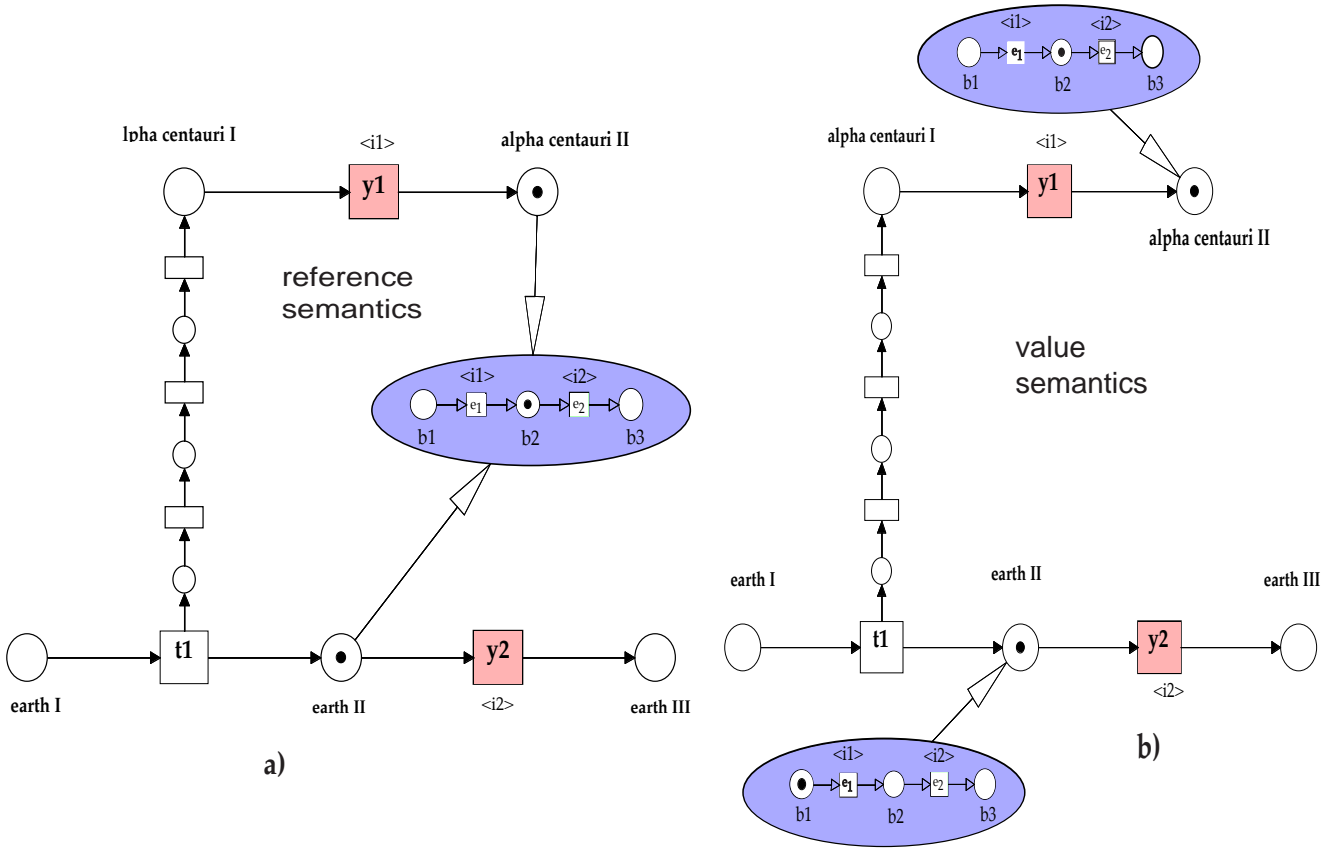 lpha centauri I
<i1>
alpha centauri II
y1
reference
semantics
<i1>
<i2>
e1
e2
b1
b2
b3
t1
y2
earth I
earth II
<i2>
earth III
a)
<i1>
<i2>
e1
e2
b1
b2
b3
alpha centauri I
<i1>
y1
alpha centauri II
value
semantics
earth I
earth II
earth III
t1
y2
<i2>
b)
<i1>
<i2>
e1
e2
b1
b2
b3